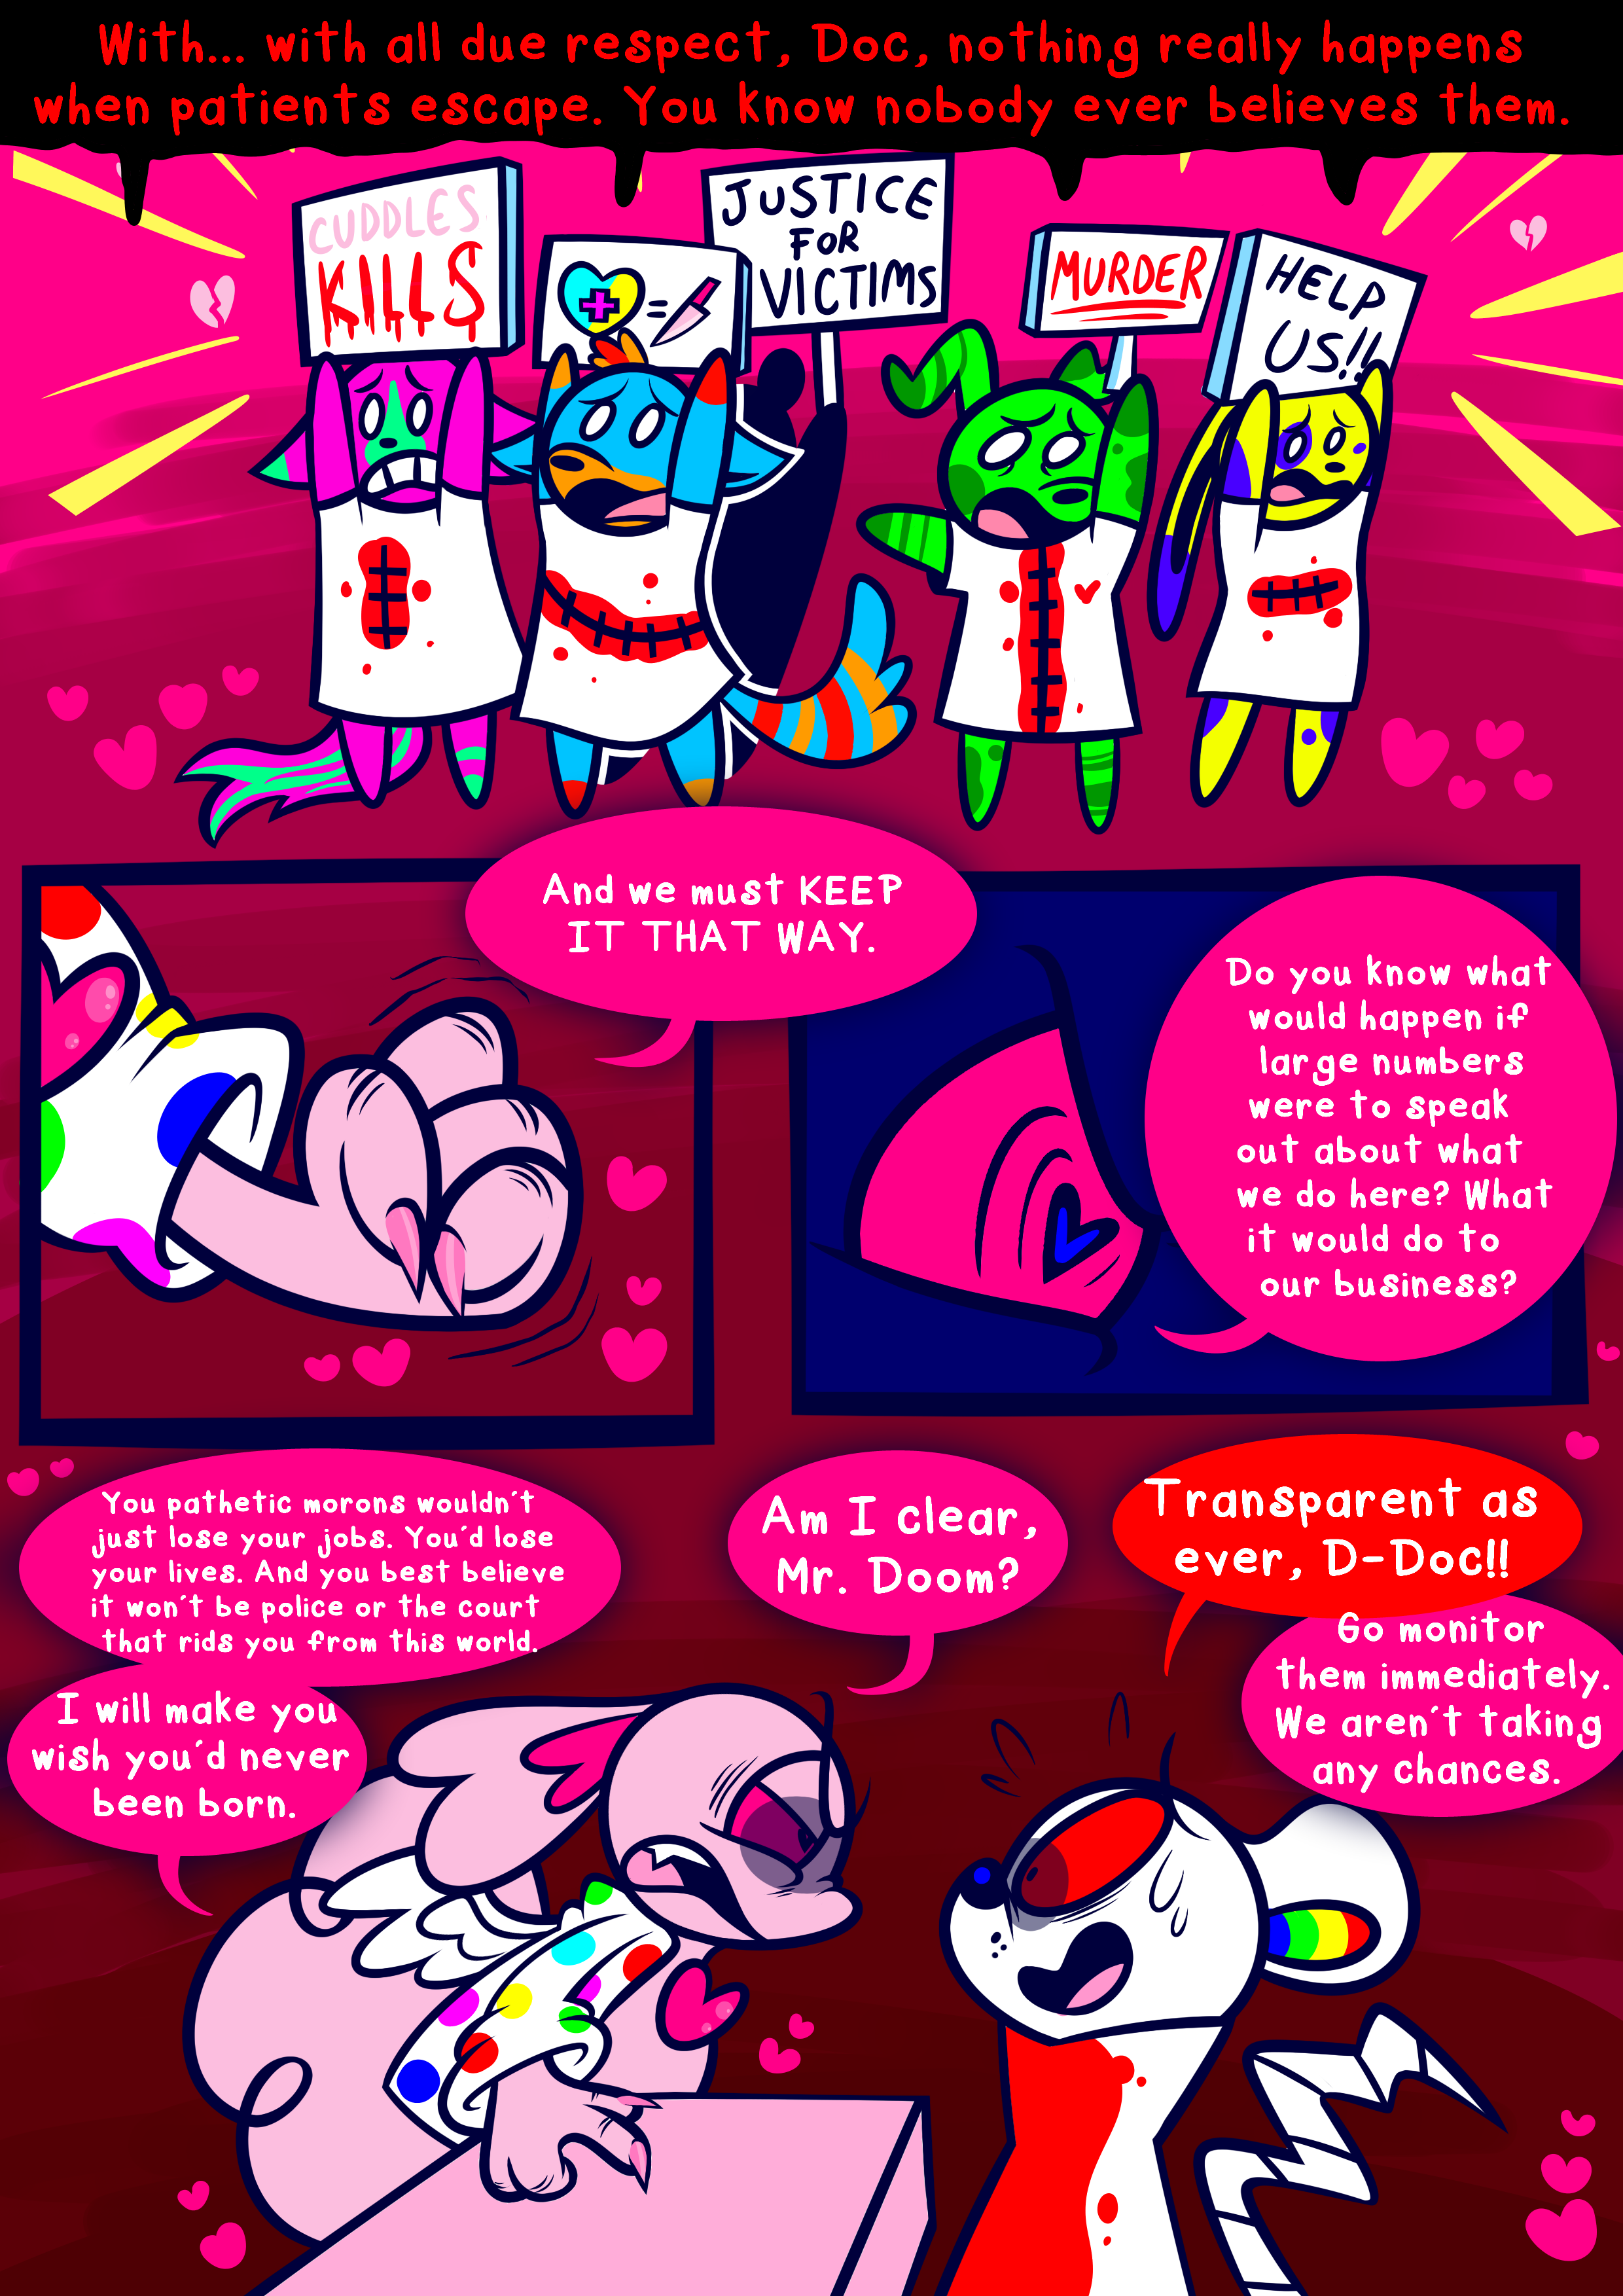 With... with all due respect, Doc, nothing really happens
when patients escape. You know nobody ever believes them.
CUDDLES
KILLS
=
JUSTICE
FOR
VICTIMS
MURDER
HELP
US!!
And we must KEEP
IT THAT WAY.
Do you know what
would happen if
large numbers
were to speak
out about what
we do here? What
it would do to
our business?
You pathetic morons wouldn't
just lose your jobs. You'd lose
your lives. And you best believe
it won't be police or the court
that rids you from this world.
I will make you
wish you'd never
been born.
Am I clear,
Mr. Doom?
Transparent as
ever, D-Doc!!
Go monitor
them immediately.
We aren't taking
any chances.